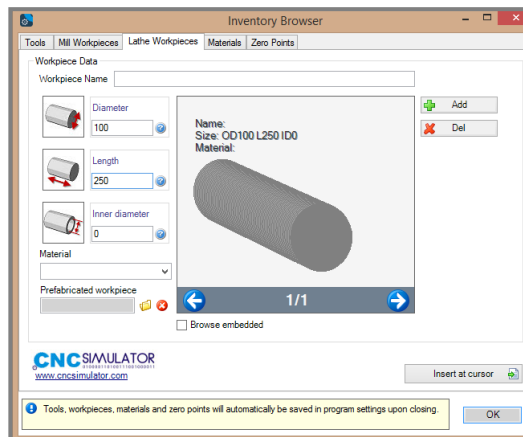 Inventory Browser
Tools Mill Workpieces Lathe Workpieces Materials Zero Points
Workpiece Data
Workpiece Name
Diameter
100
Length
250
Inner diameter
0
Material
Prefabricated workpiece
Name:
Size: OD100 L250 ID0
Material:
1/1
Browse embedded
Add
Del
CNC SIMULATOR
www.cncsimulator.com
Insert at cursor
Tools, workpieces, materials and zero points will automatically be saved in program settings upon closing.
OK